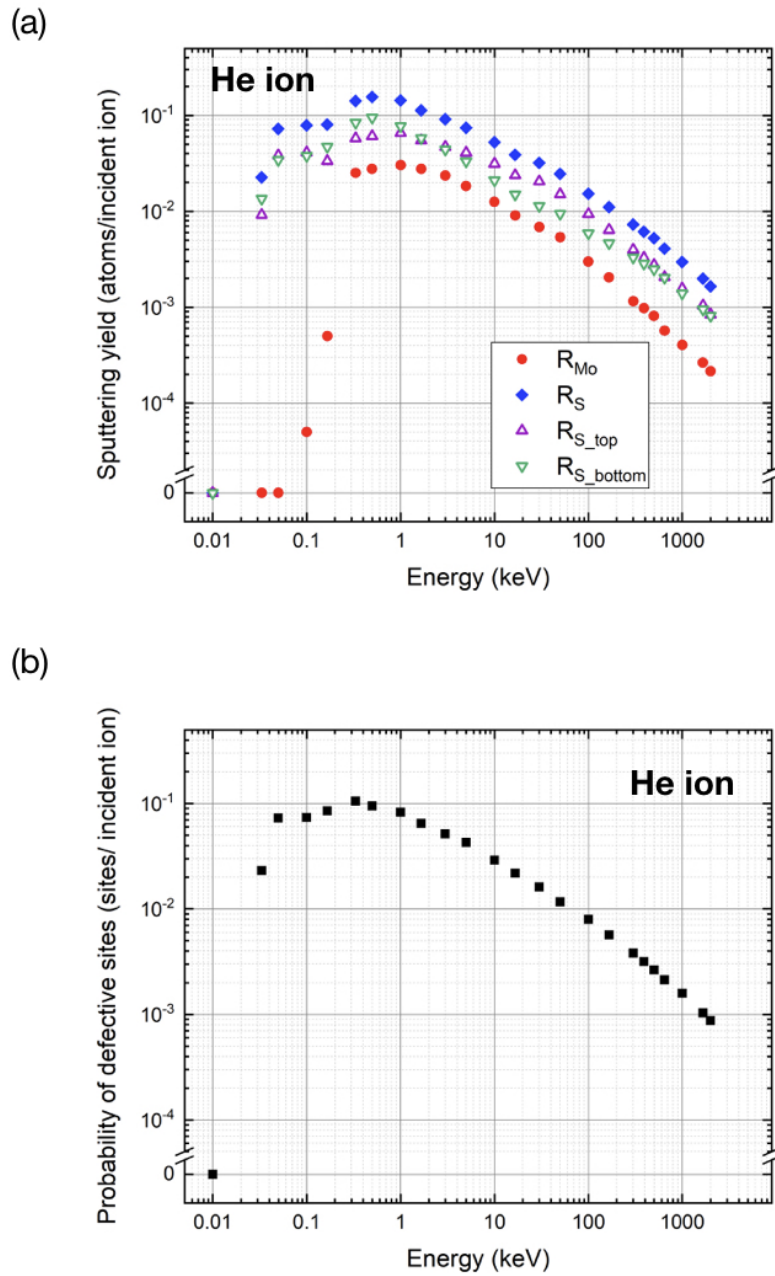 (a)
He ion
Sputtering yield (atoms/incident ion)
10⁻¹
10⁻²
10⁻³
10⁻⁴
0
R_Mo
R_S
R_S_top
R_S_bottom
0.01 0.1 1 10 100 1000
Energy (keV)
(b)
He ion
Probability of defective sites (sites/ incident ion)
10⁻¹
10⁻²
10⁻³
10⁻⁴
0
0.01 0.1 1 10 100 1000
Energy (keV)